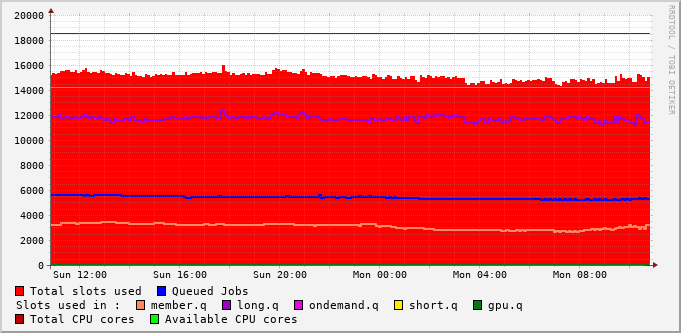 RRDTOOL / TOBI OETIKER
20000
18000
16000
14000
12000
10000
8000
6000
4000
2000
0
Sun 12:00 Sun 16:00 Sun 20:00 Mon 00:00 Mon 04:00 Mon 08:00
Total slots used Queued Jobs
Slots used in : member.q long.q ondemand.q short.q gpu.q
Total CPU cores Available CPU cores